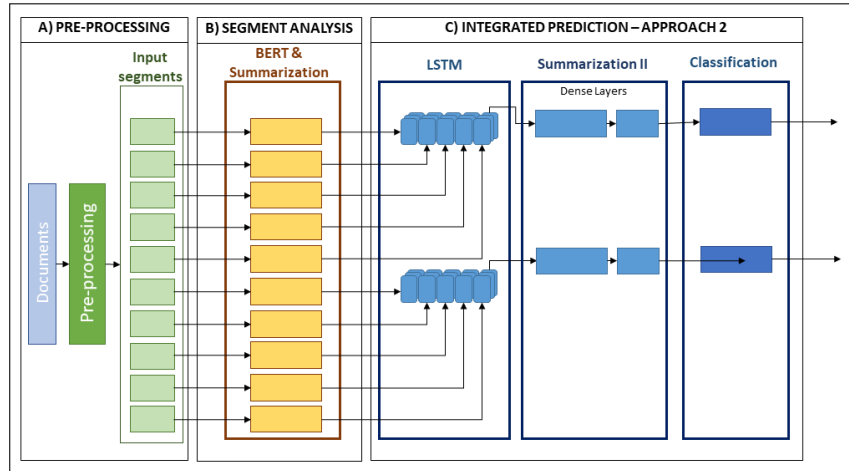 A) PRE-PROCESSING
B) SEGMENT ANALYSIS
C) INTEGRATED PREDICTION – APPROACH 2
Input
segments
BERT &
Summarization
LSTM
Summarization II
Classification
Dense Layers
Documents
Pre-processing